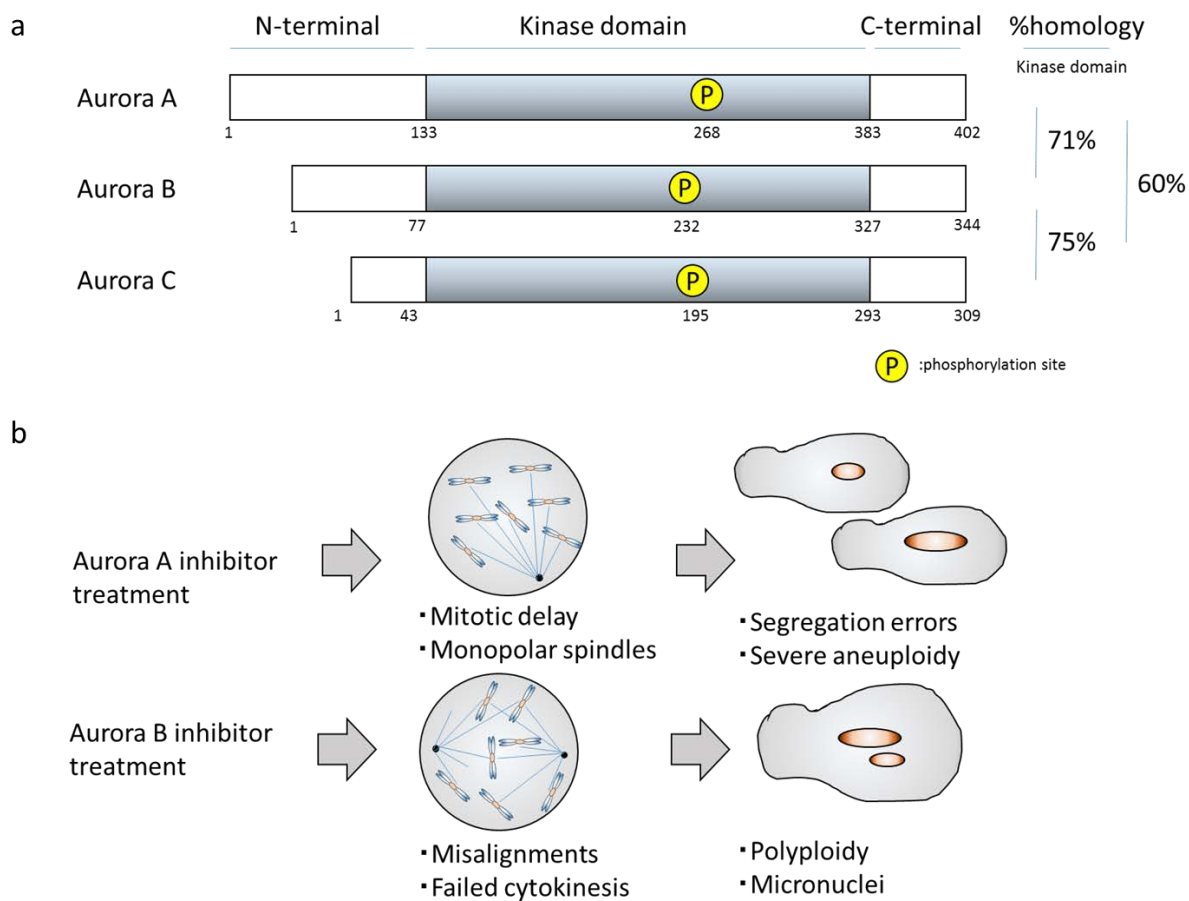 a
N-terminal Kinase domain C-terminal %homology
Kinase domain
Aurora A
P
1 133 268 383 402
71%
Aurora B
P
60%
1 77 232 327 344
75%
Aurora C
P
1 43 195 293 309
P :phosphorylation site
b
Aurora A inhibitor
treatment
・Mitotic delay
・Monopolar spindles
・Segregation errors
・Severe aneuploidy
Aurora B inhibitor
treatment
・Misalignments
・Failed cytokinesis
・Polyploidy
・Micronuclei